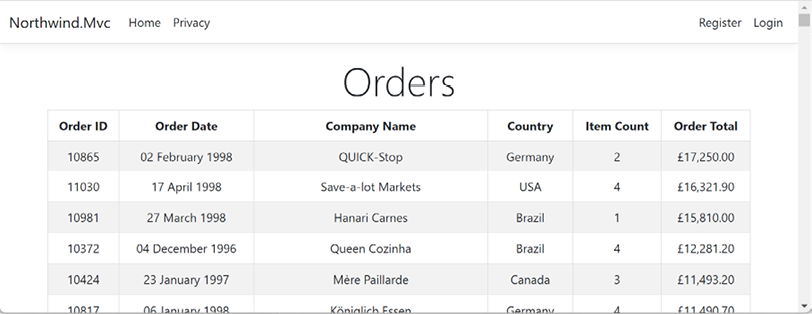 Northwind.Mvc Home Privacy Register Login
Orders
Order ID Order Date Company Name Country Item Count Order Total
10865 02 February 1998 QUICK-Stop Germany 2 £17,250.00
11030 17 April 1998 Save-a-lot Markets USA 4 £16,321.90
10981 27 March 1998 Hanari Carnes Brazil 1 £15,810.00
10372 04 December 1996 Queen Cozinha Brazil 4 £12,281.20
10424 23 January 1997 Mère Paillarde Canada 3 £11,493.20
10817 06 January 1998 Königlich Essen Germany 4 £11,490.70